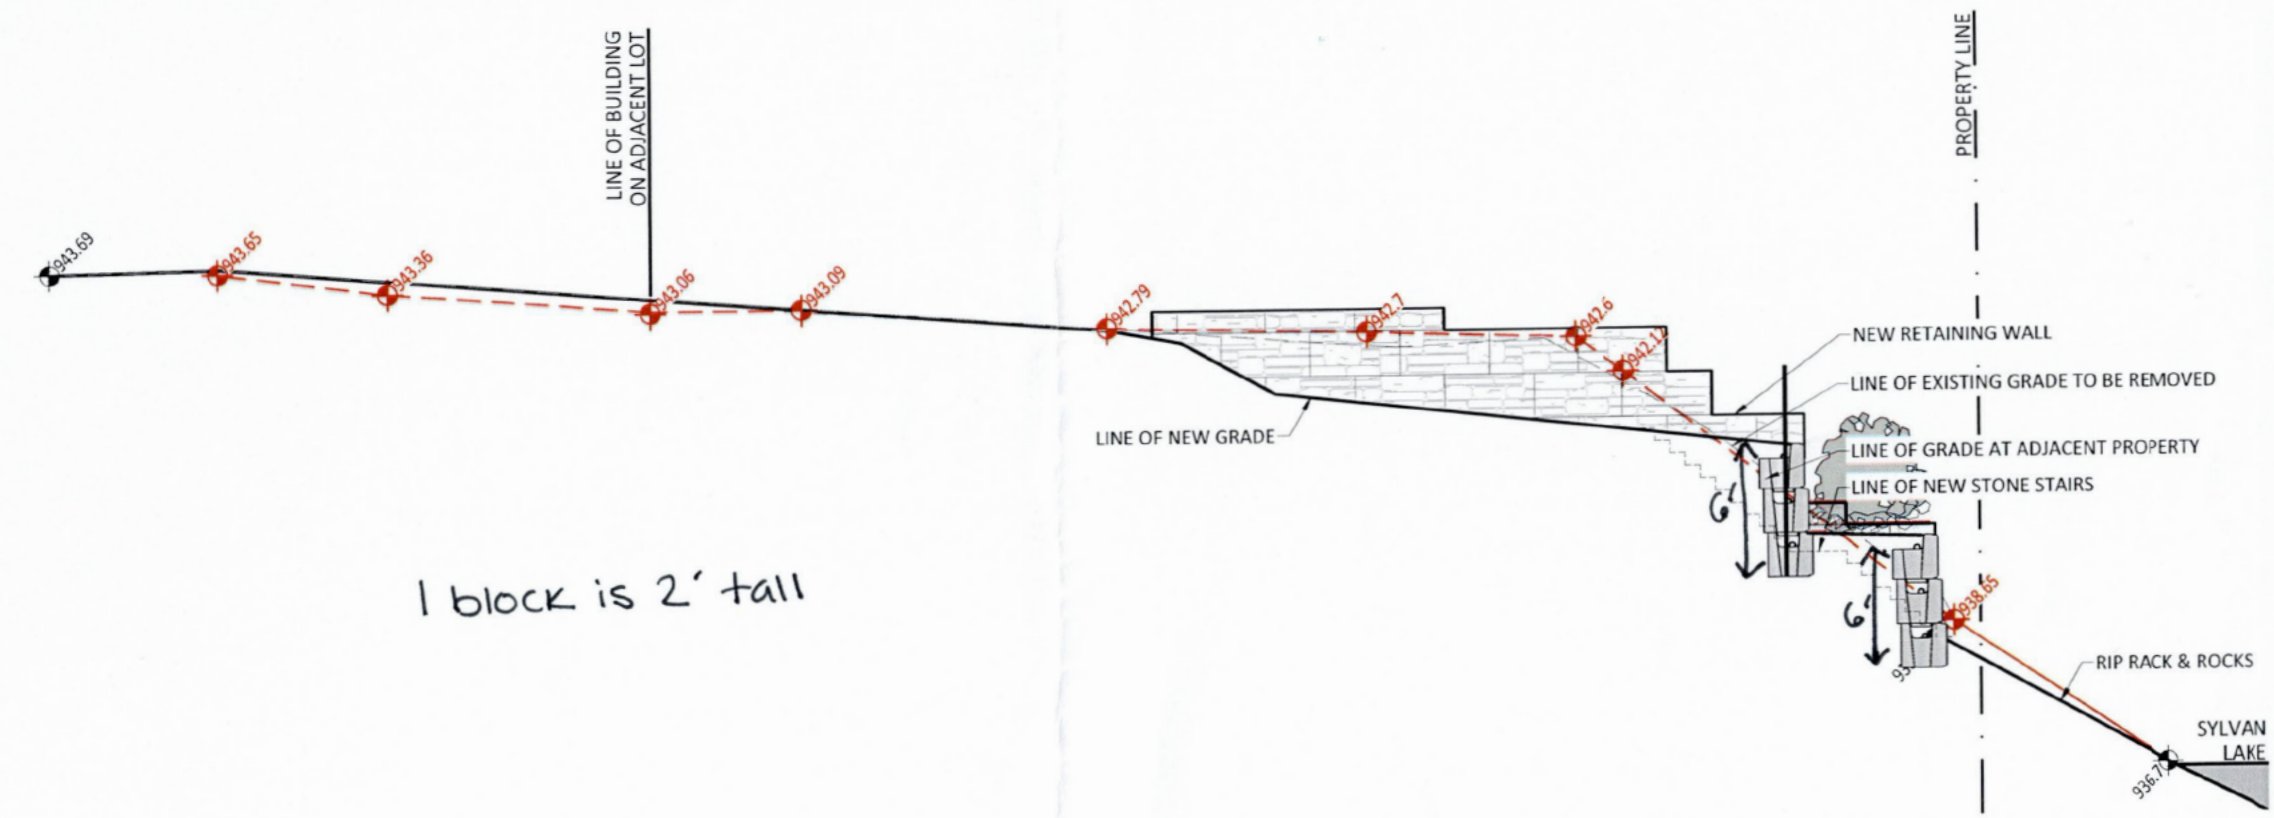 LINE OF BUILDING
ON ADJACENT LOT
PROPERTY LINE
943.69
943.65
943.36
943.06
943.09
942.79
942.7
942.6
942.12
NEW RETAINING WALL
LINE OF EXISTING GRADE TO BE REMOVED
LINE OF NEW GRADE
LINE OF GRADE AT ADJACENT PROPERTY
LINE OF NEW STONE STAIRS
6'
1 block is 2' tall
6'
938.65
RIP RACK & ROCKS
SYLVAN
LAKE
936.7